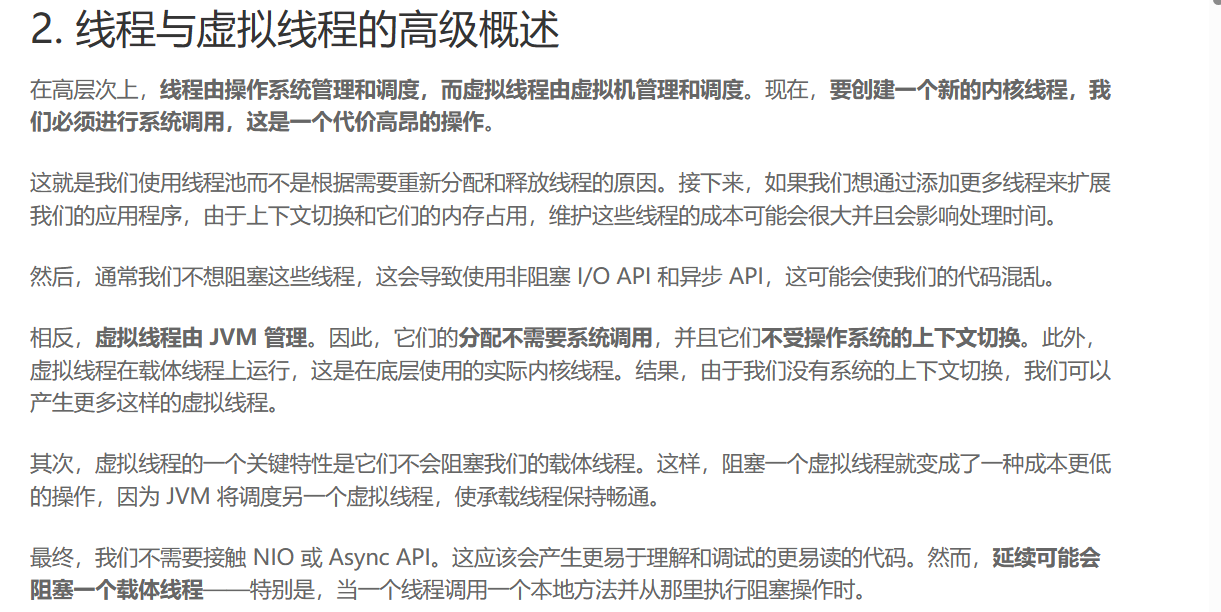 2. 线程与虚拟线程的高级概述
在高层次上，线程由操作系统管理和调度，而虚拟线程由虚拟机管理和调度。现在，要创建一个新的内核线程，我
们必须进行系统调用，这是一个代价高昂的操作。
这就是我们使用线程池而不是根据需要重新分配和释放线程的原因。接下来，如果我们想通过添加更多线程来扩展
我们的应用程序，由于上下文切换和它们的内存占用，维护这些线程的成本可能会很大并且会影响处理时间。
然后，通常我们不想阻塞这些线程，这会导致使用非阻塞 I/O API 和异步 API，这可能会使我们的代码混乱。
相反，虚拟线程由 JVM 管理。因此，它们的分配不需要系统调用，并且它们不受操作系统的上下文切换。此外，
虚拟线程在载体线程上运行，这是在底层使用的实际内核线程。结果，由于我们没有系统的上下文切换，我们可以
产生更多这样的虚拟线程。
其次，虚拟线程的一个关键特性是它们不会阻塞我们的载体线程。这样，阻塞一个虚拟线程就变成了一种成本更低
的操作，因为 JVM 将调度另一个虚拟线程，使承载线程保持畅通。
最终，我们不需要接触 NIO 或 Async API。这应该会产生更易于理解和调试的更易读的代码。然而，延续可能会
阻塞一个载体线程——特别是，当一个线程调用一个本地方法并从那里执行阻塞操作时。